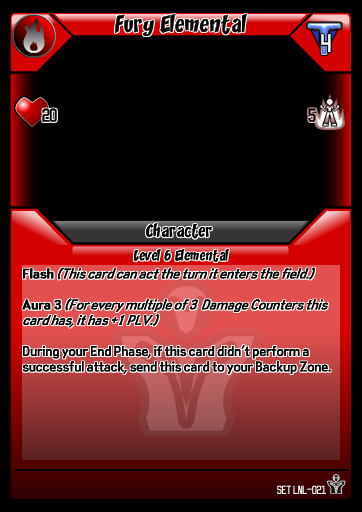 Fury Elemental
4
20
5
Character
Level 6 Elemental
Flash (This card can act the turn it enters the field.)
Aura 3 (For every multiple of 3 Damage Counters this
card has, it has +1 PLV.)
During your End Phase, if this card didn't perform a
successful attack, send this card to your Backup Zone.
SET LNL-021